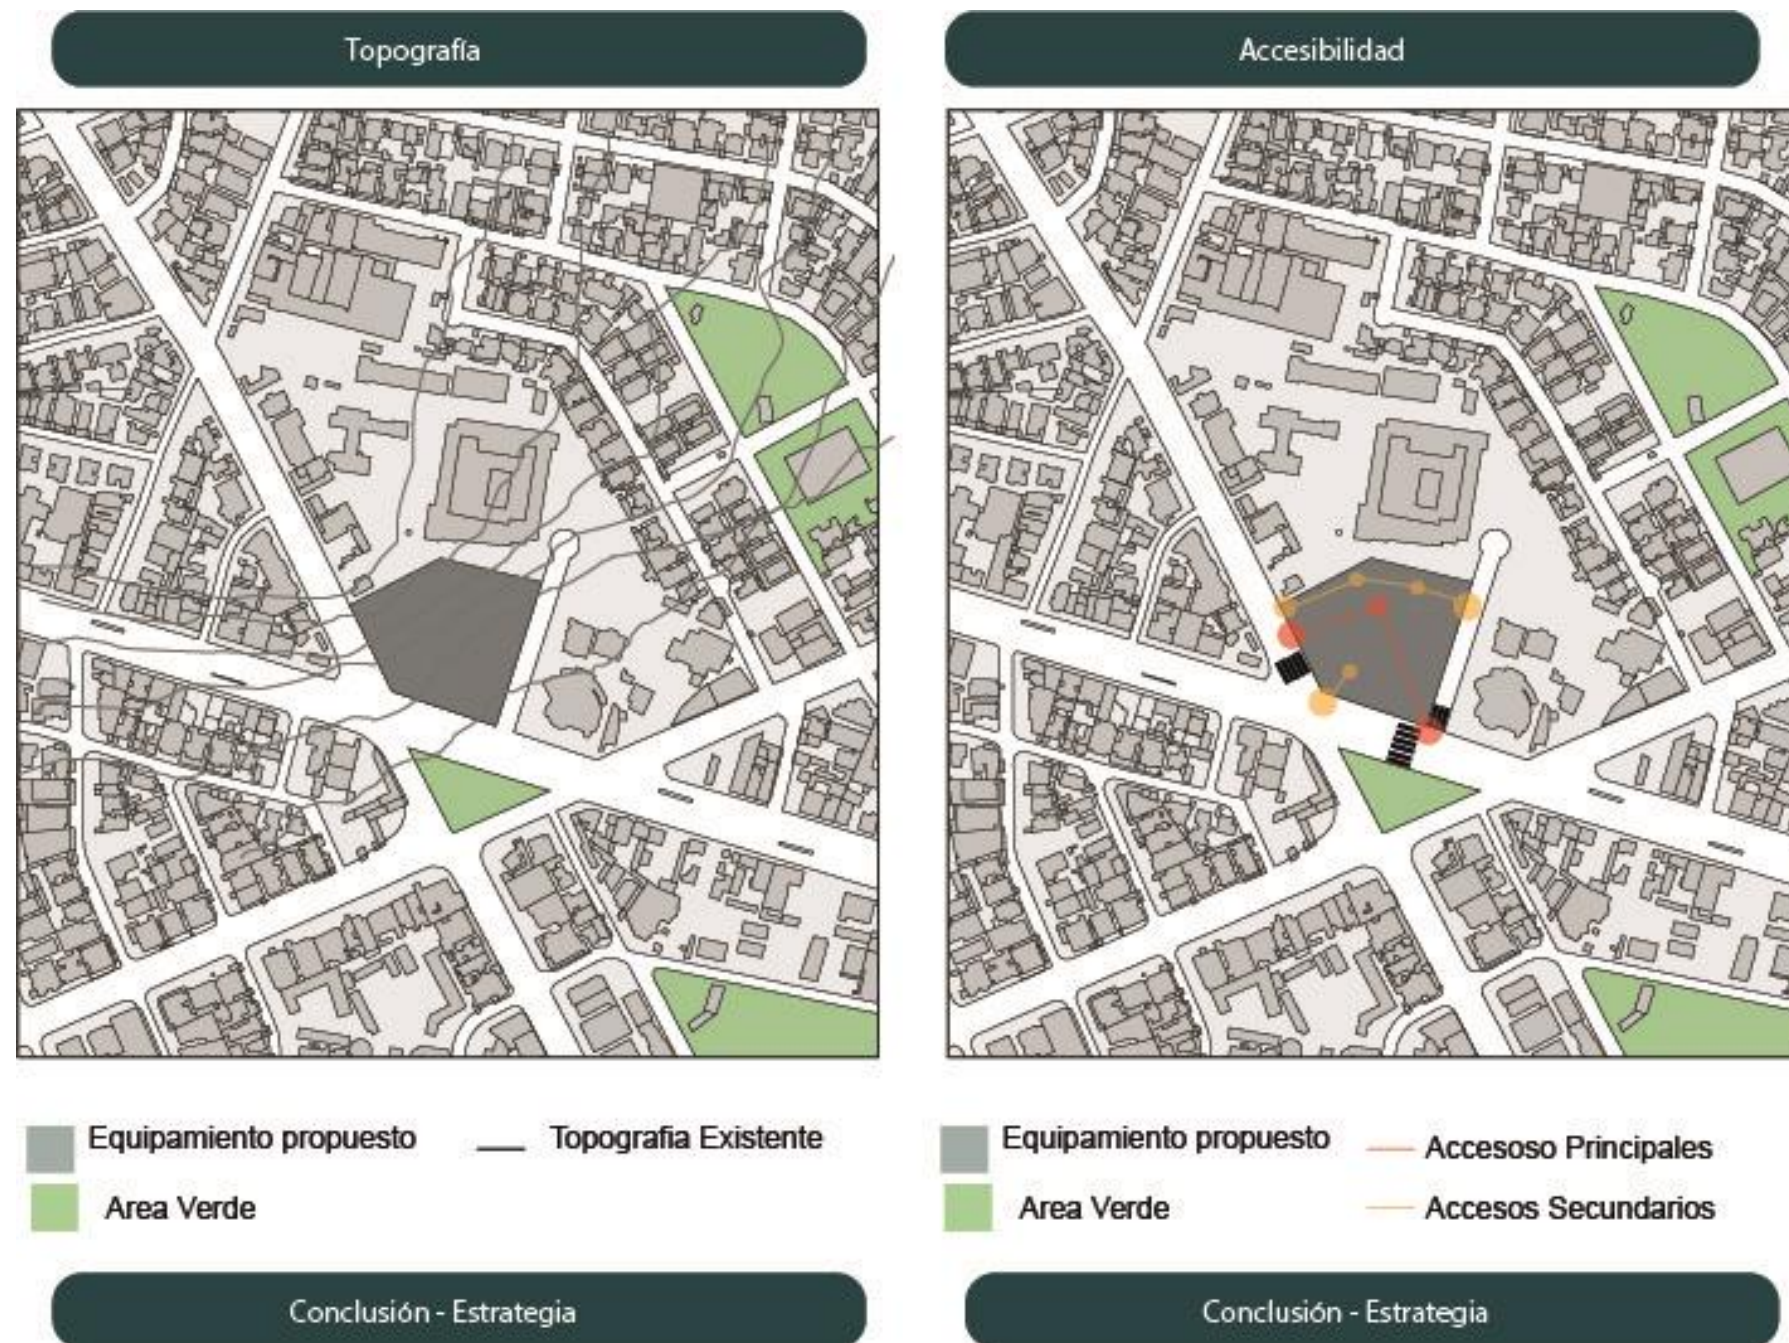 Topografía
Accesibilidad
Equipamiento propuesto
Topografia Existente
Area Verde
Equipamiento propuesto
Accesoso Principales
Area Verde
Accesos Secundarios
Conclusión - Estrategia
Conclusión - Estrategia